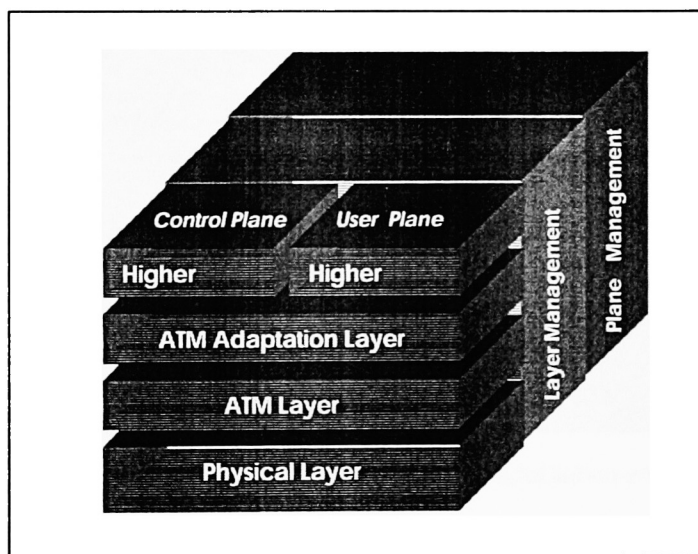 Control Plane User Plane
Higher Higher
ATM Adaptation Layer
ATM Layer
Physical Layer
Layer Management
Plane Management